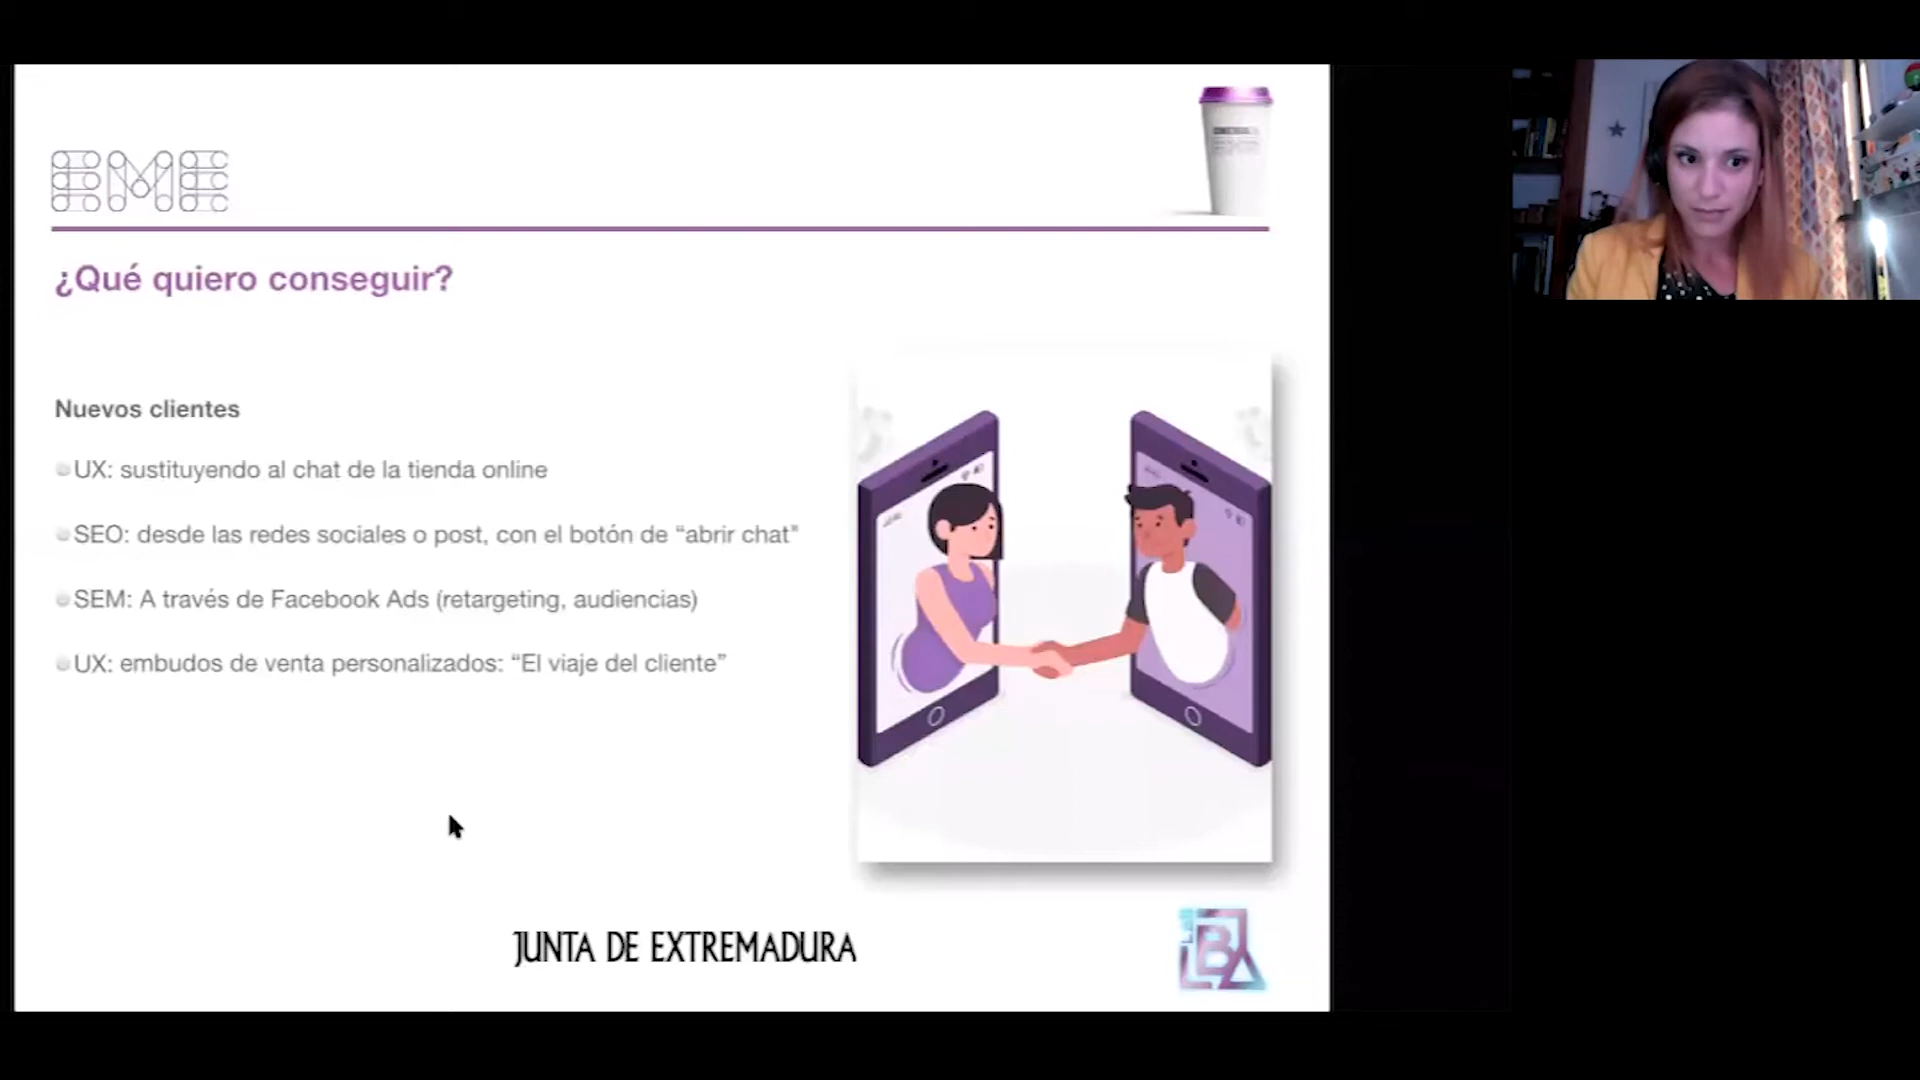 EME
¿Qué quiero conseguir?
Nuevos clientes
UX: sustituyendo al chat de la tienda online
SEO: desde las redes sociales o post, con el botón de “abrir chat”
SEM: A través de Facebook Ads (retargeting, audiencias)
UX: embudos de venta personalizados: “El viaje del cliente”
JUNTA DE EXTREMADURA